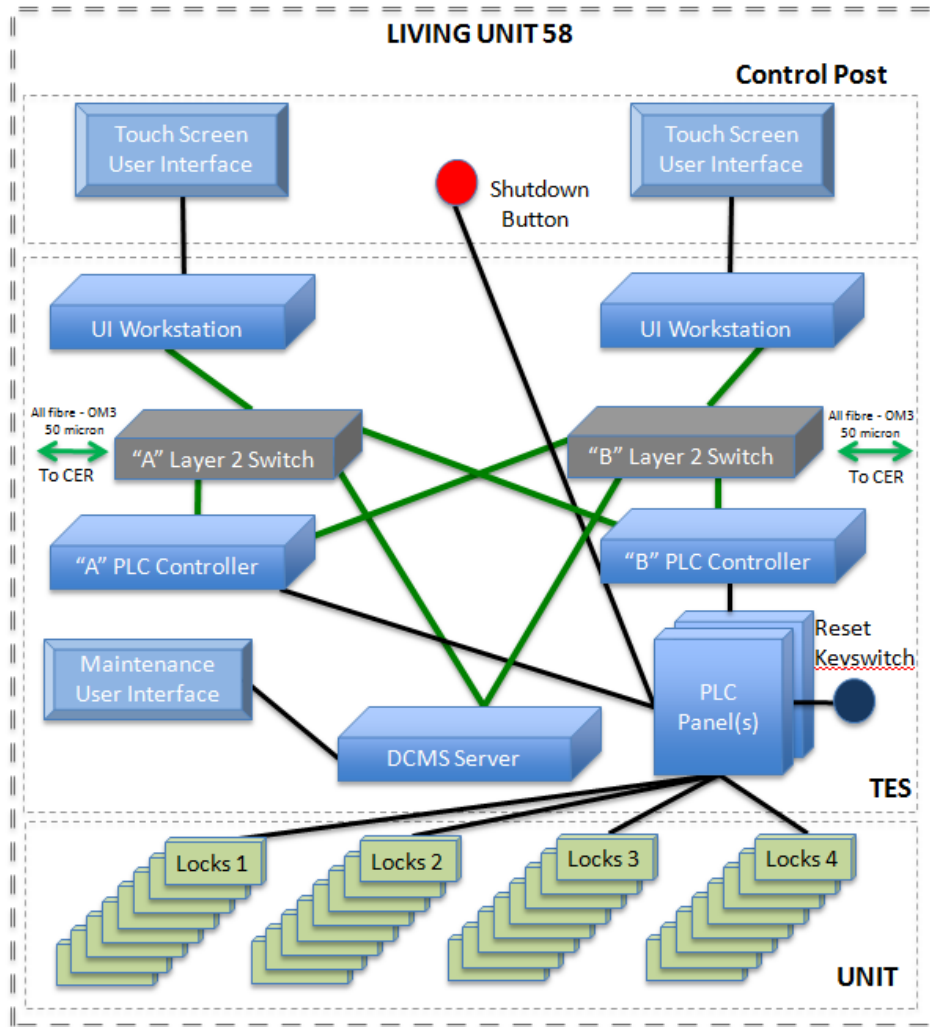 LIVING UNIT 58
Control Post
Touch Screen
User Interface
Touch Screen
User Interface
Shutdown
Button
UI Workstation
UI Workstation
All fibre - OM3
50 micron
To CER
"A" Layer 2 Switch
"B" Layer 2 Switch
All fibre - OM3
50 micron
To CER
"A" PLC Controller
"B" PLC Controller
Maintenance
User Interface
DCMS Server
PLC
Panel(s)
Reset
Kevswitch
TES
Locks 1
Locks 2
Locks 3
Locks 4
UNIT